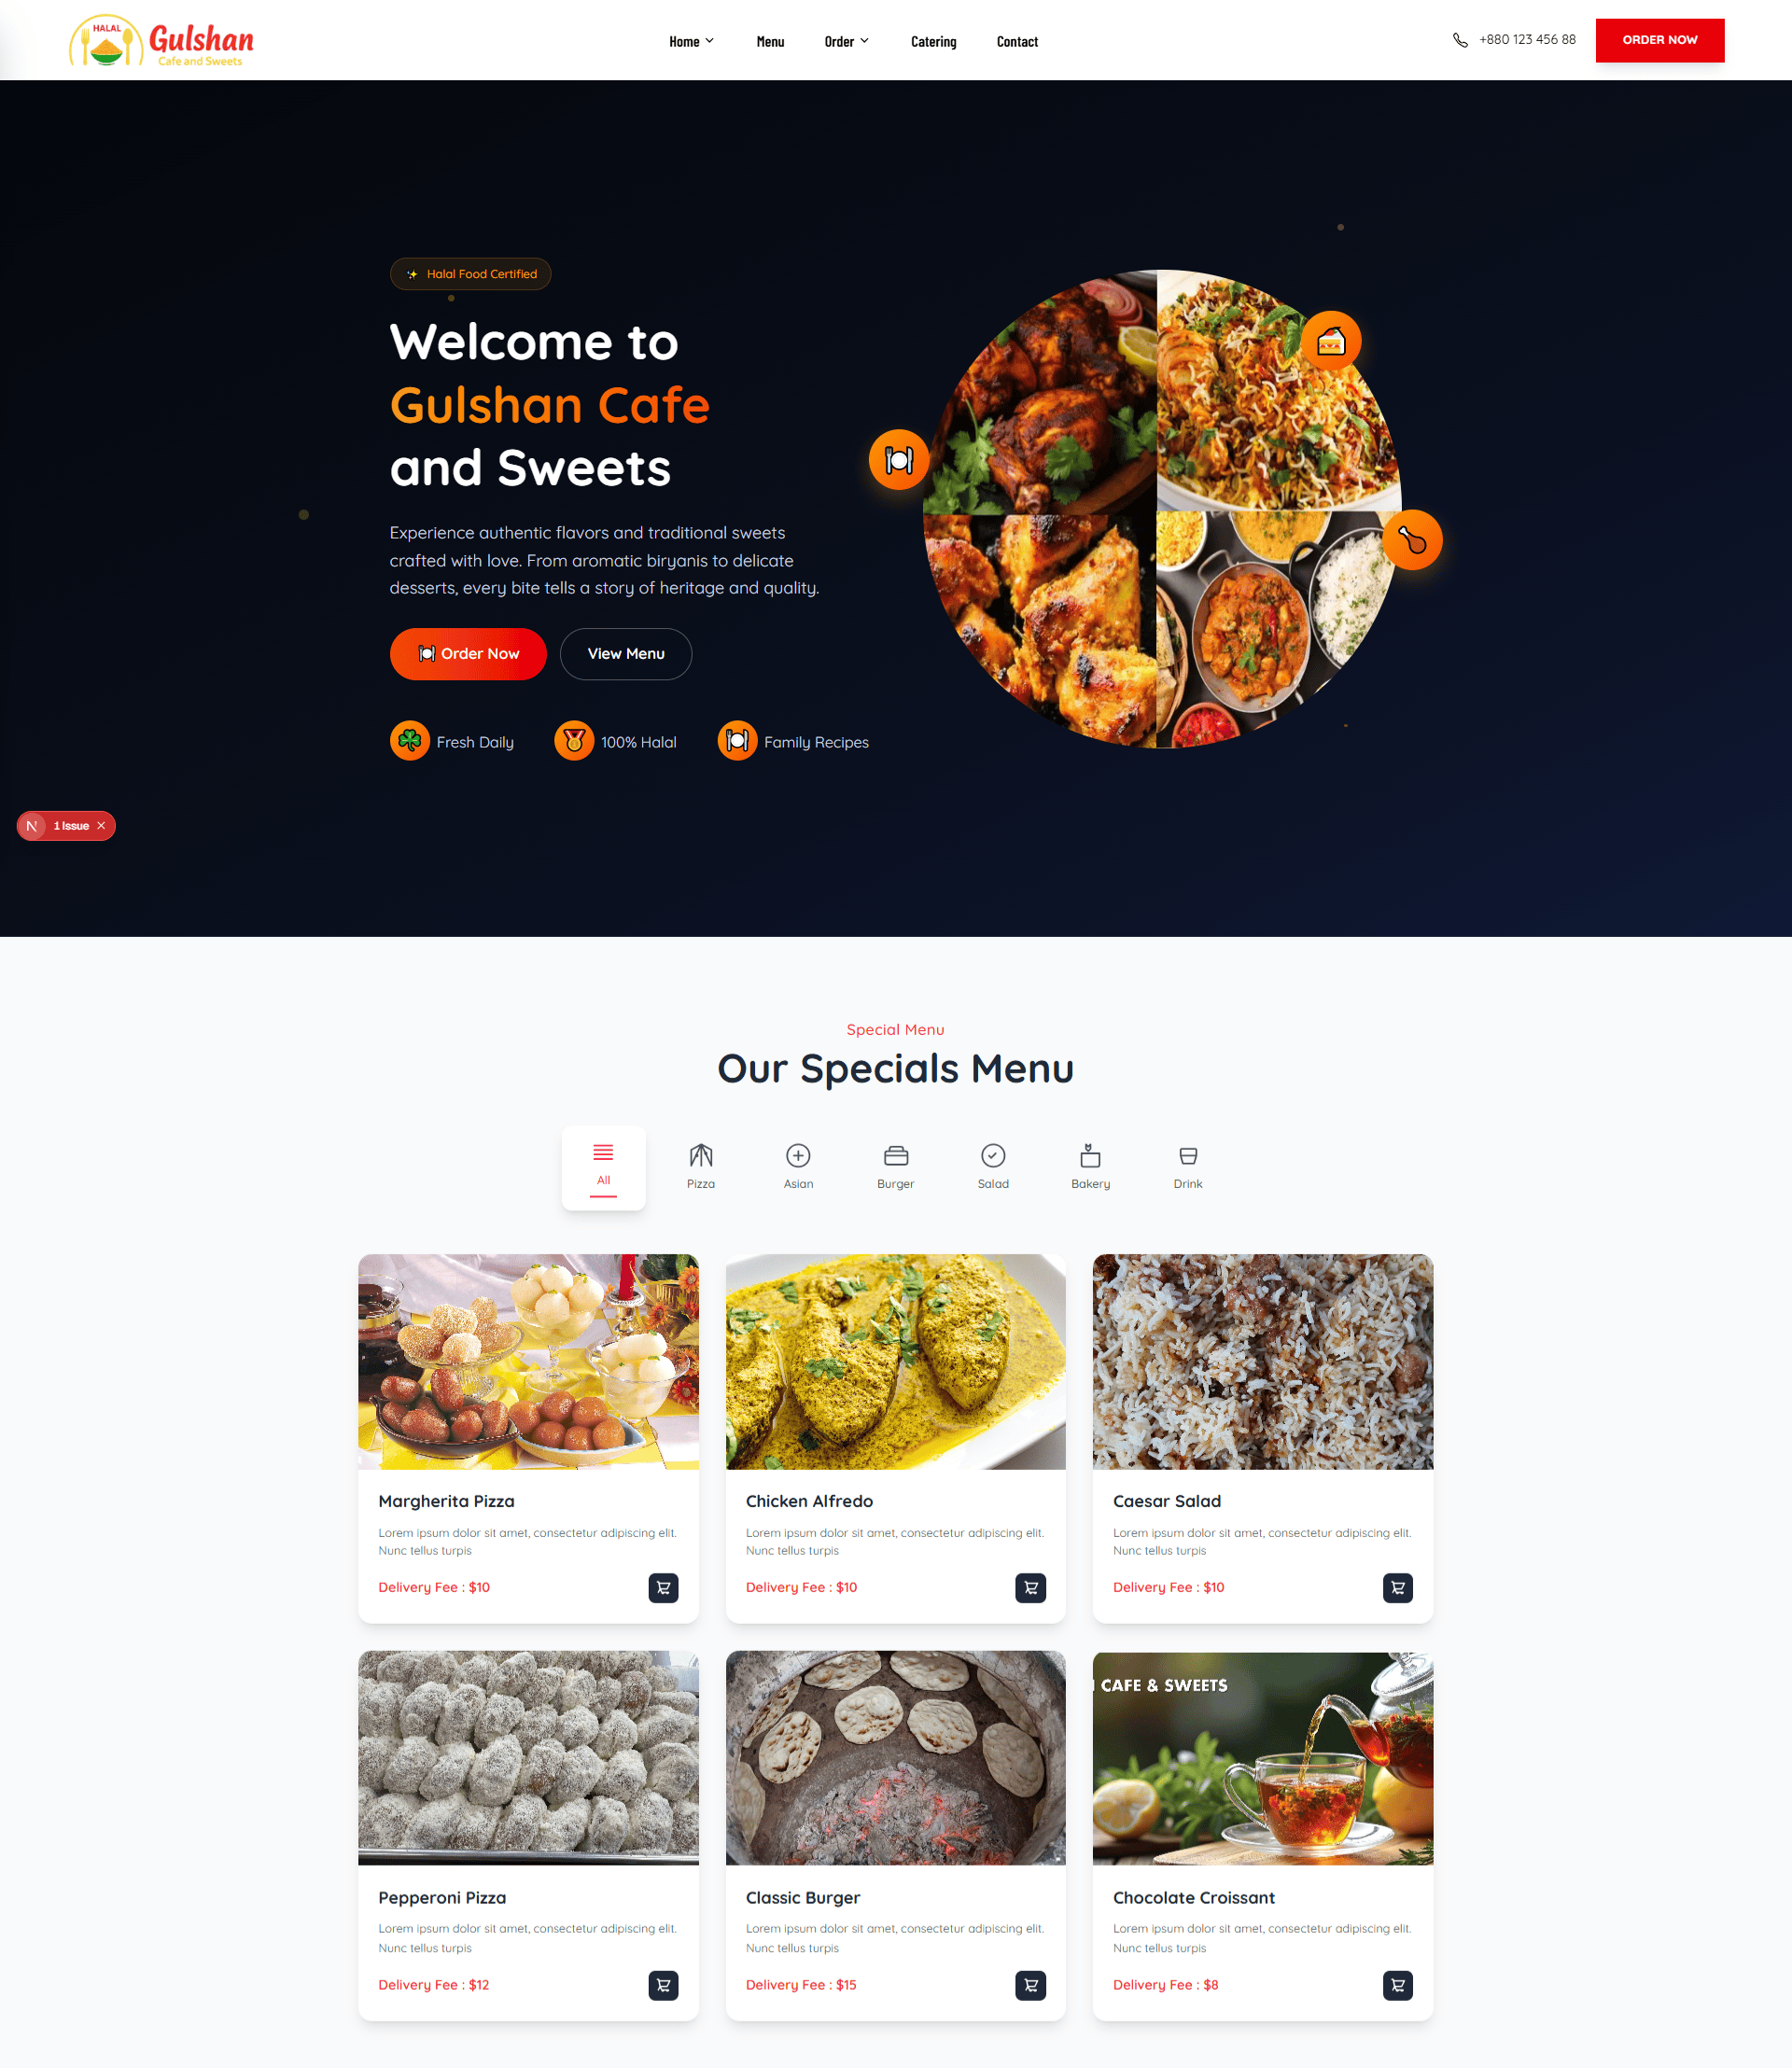 HALAL
Gulshan
Cafe and Sweets
Home
Menu
Order
Catering
Contact
+880 123 456 88
ORDER NOW
Halal Food Certified
Welcome to
Gulshan Cafe
and Sweets
Experience authentic flavors and traditional sweets
crafted with love. From aromatic biryanis to delicate
desserts, every bite tells a story of heritage and quality.
Order Now
View Menu
Fresh Daily
100% Halal
Family Recipes
N
1 Issue
Special Menu
Our Specials Menu
All
Pizza
Asian
Burger
Salad
Bakery
Drink
Margherita Pizza
Lorem ipsum dolor sit amet, consectetur adipiscing elit.
Nunc tellus turpis
Delivery Fee : $10
Chicken Alfredo
Lorem ipsum dolor sit amet, consectetur adipiscing elit.
Nunc tellus turpis
Delivery Fee : $10
Caesar Salad
Lorem ipsum dolor sit amet, consectetur adipiscing elit.
Nunc tellus turpis
Delivery Fee : $10
Pepperoni Pizza
Lorem ipsum dolor sit amet, consectetur adipiscing elit.
Nunc tellus turpis
Delivery Fee : $12
Classic Burger
Lorem ipsum dolor sit amet, consectetur adipiscing elit.
Nunc tellus turpis
Delivery Fee : $15
CAFE & SWEETS
Chocolate Croissant
Lorem ipsum dolor sit amet, consectetur adipiscing elit.
Nunc tellus turpis
Delivery Fee : $8